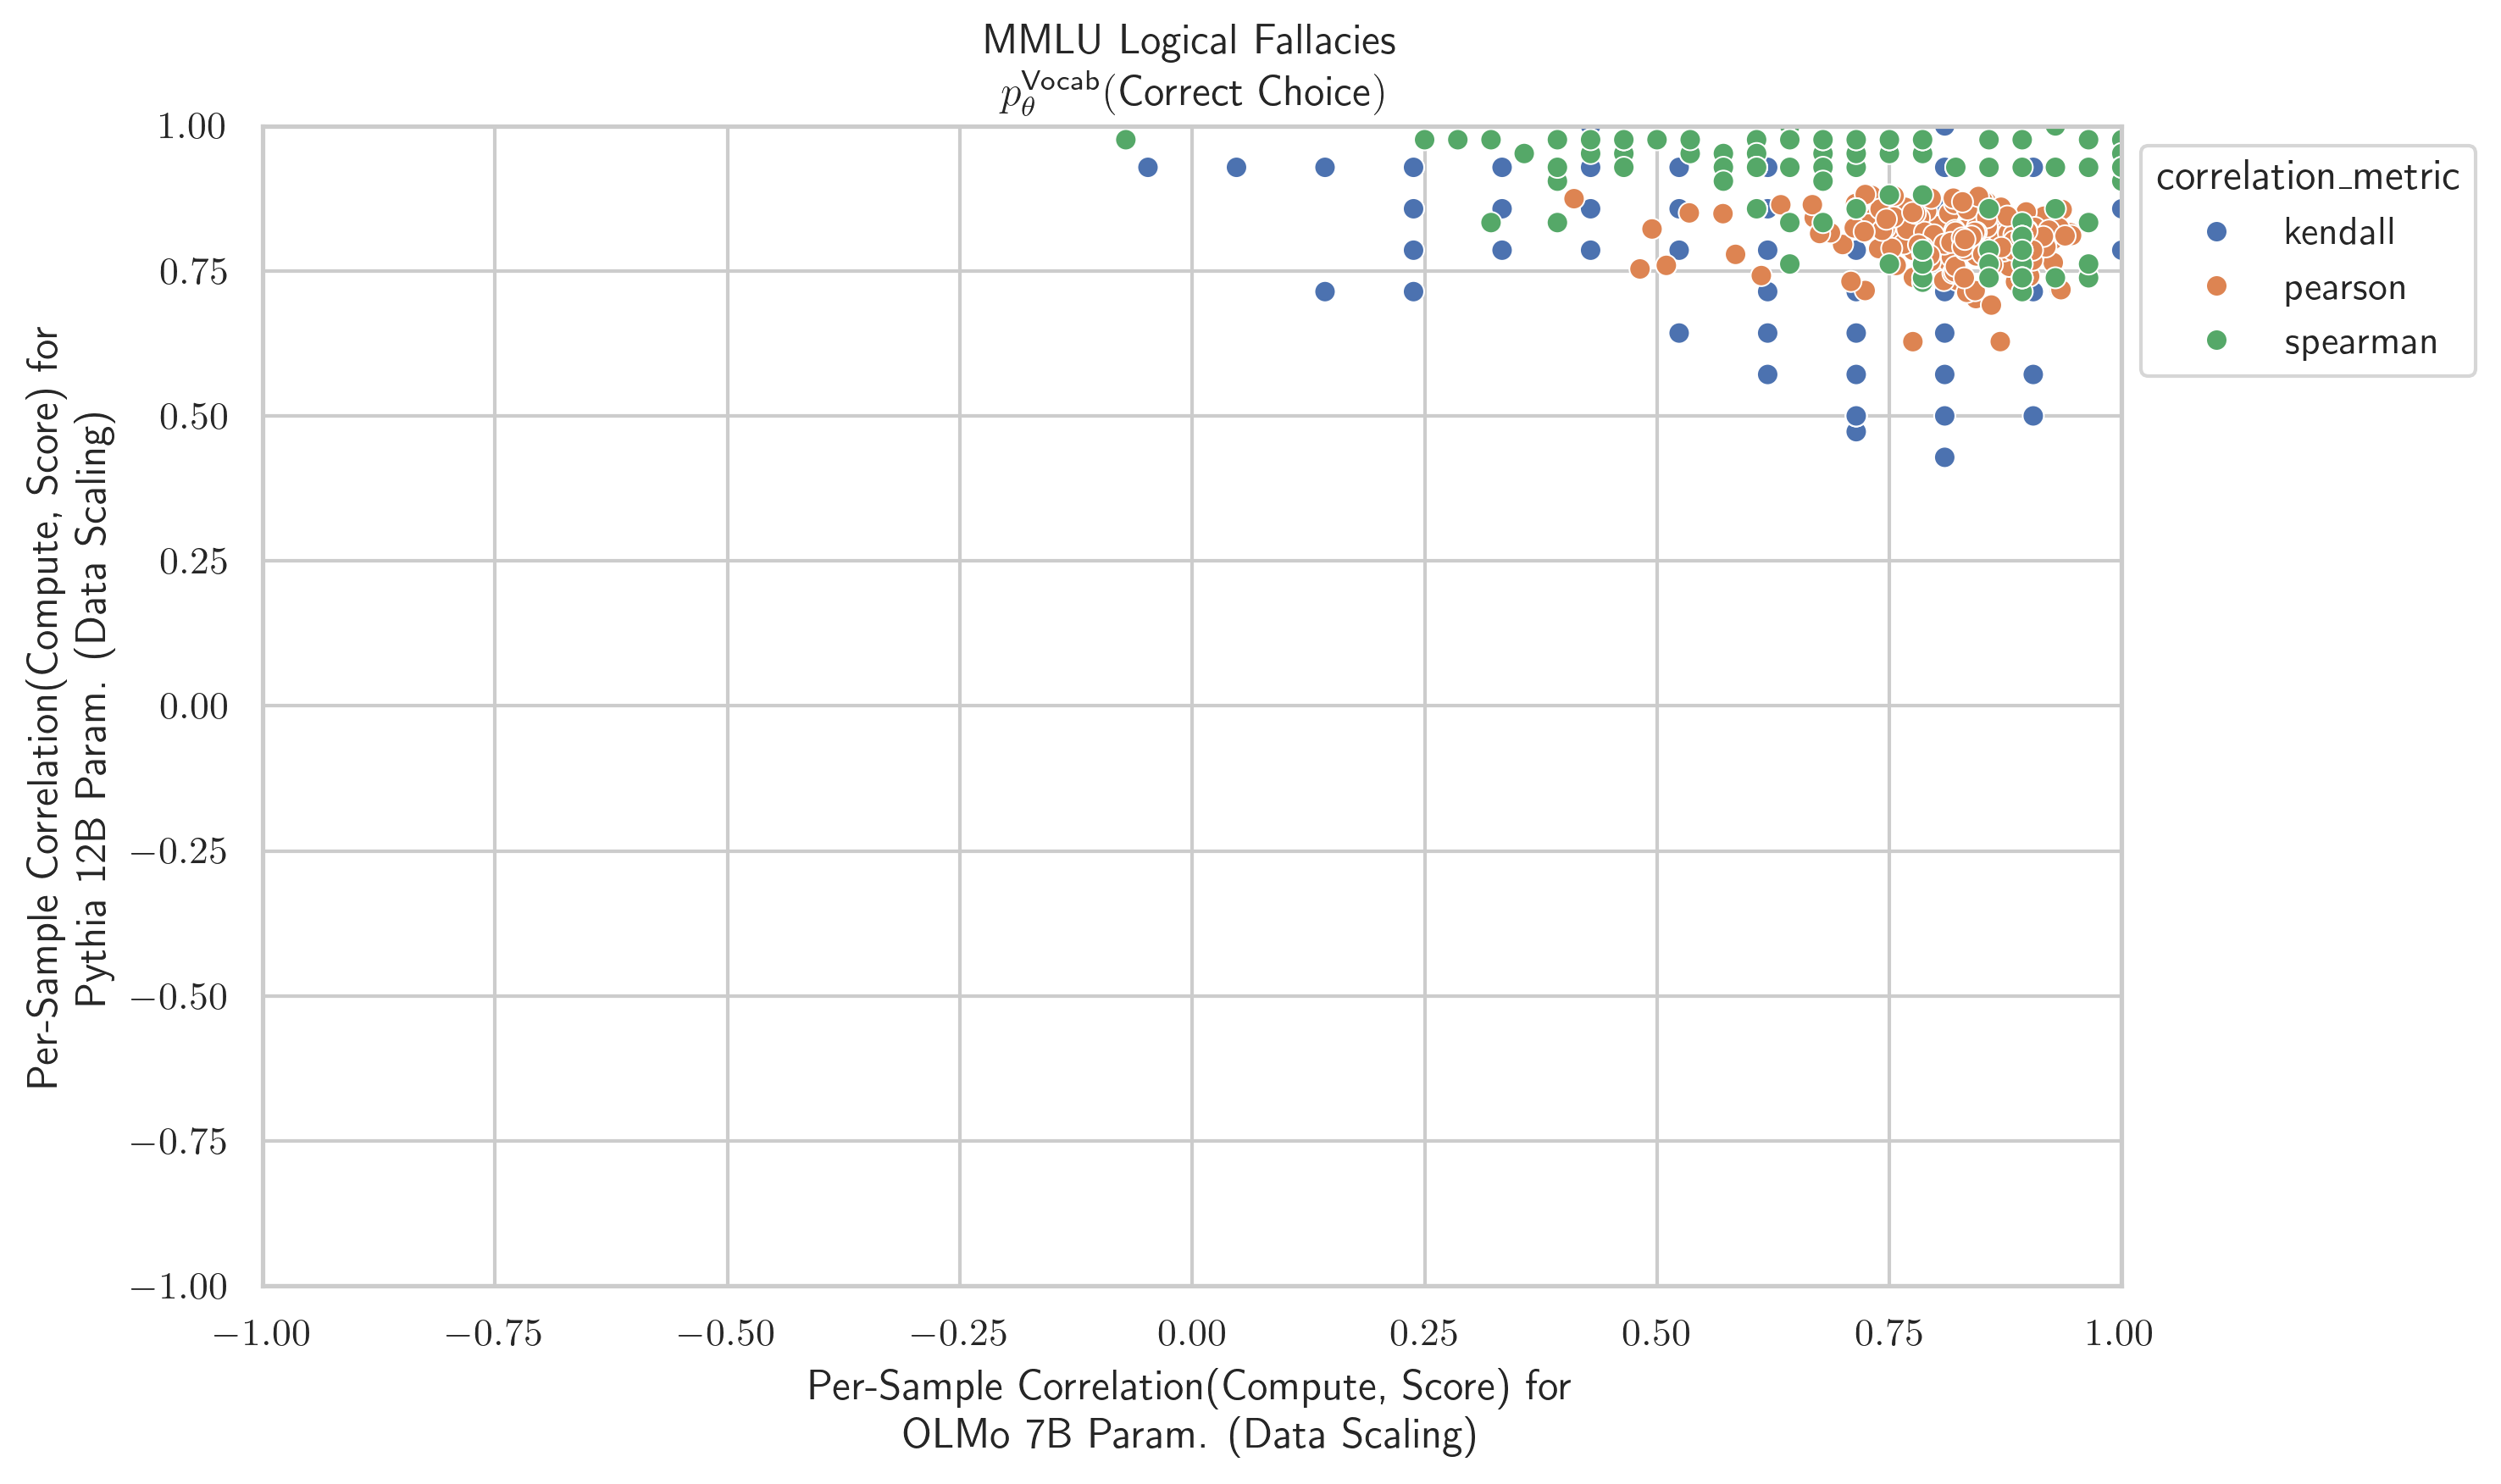 MMLU Logical Fallacies
p_θ^Vocab(Correct Choice)
1.00
0.75
0.50
0.25
0.00
−0.25
−0.50
−0.75
−1.00
Per-Sample Correlation(Compute, Score) for
Pythia 12B Param. (Data Scaling)
correlation_metric
kendall
pearson
spearman
−1.00 −0.75 −0.50 −0.25 0.00 0.25 0.50 0.75 1.00
Per-Sample Correlation(Compute, Score) for
OLMo 7B Param. (Data Scaling)